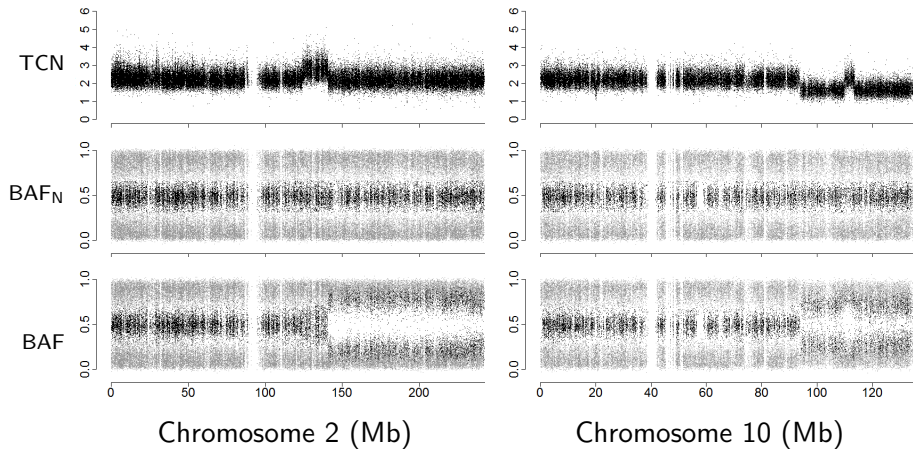 TCN
0 1 2 3 4 5 6
0 1 2 3 4 5 6
BAF_N
0.0 0.5 1.0
0.0 0.5 1.0
BAF
0.0 0.5 1.0
0.0 0.5 1.0
0 50 100 150 200
0 20 40 60 80 100 120
Chromosome 2 (Mb)
Chromosome 10 (Mb)